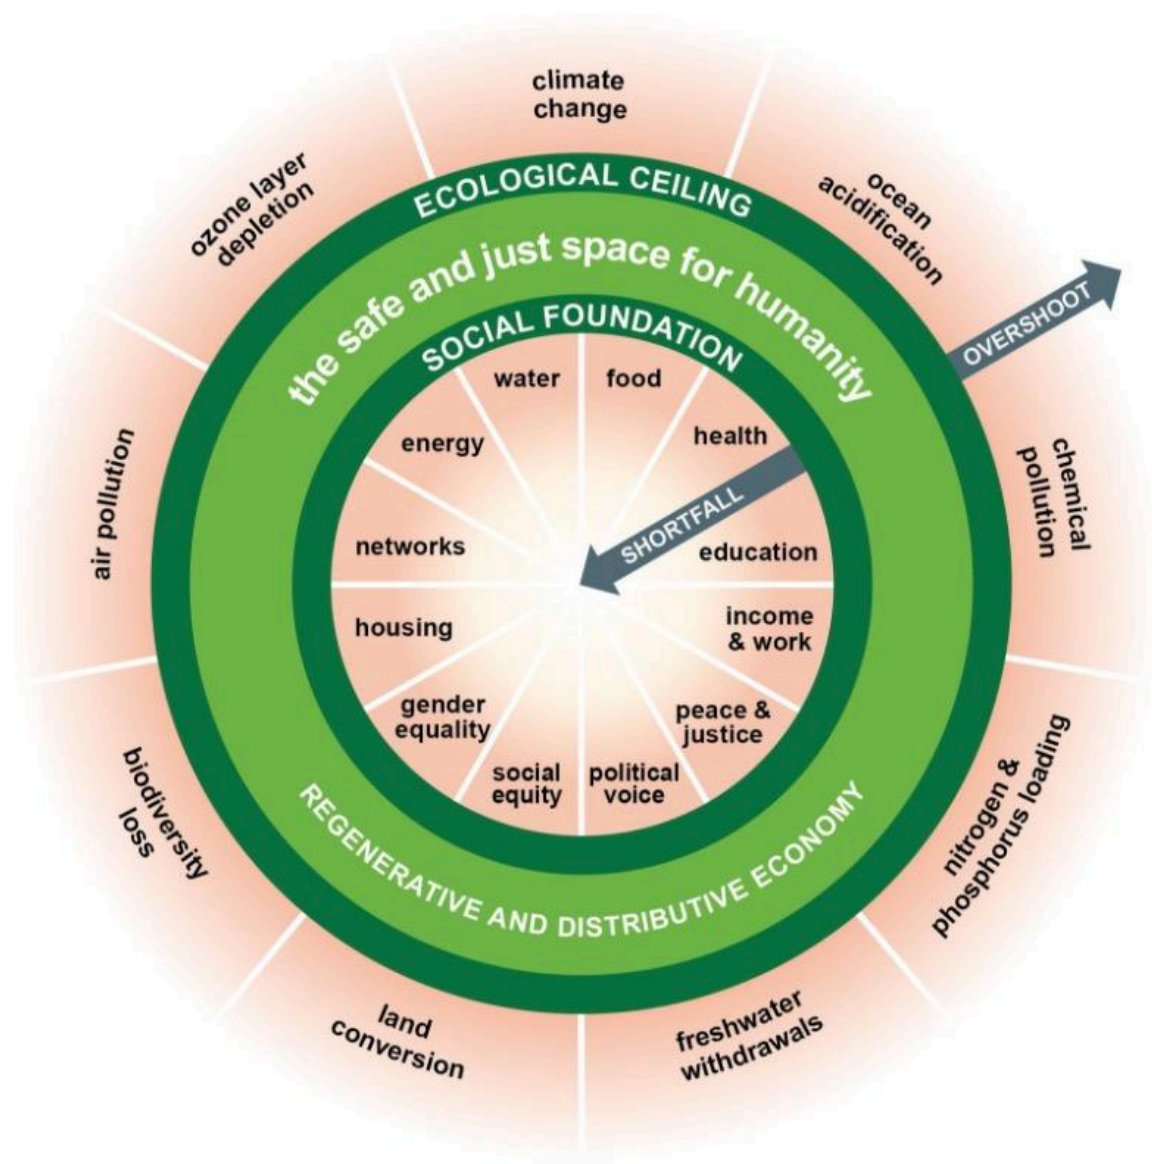 climate
change
ocean
acidification
OVERSHOOT
chemical
pollution
nitrogen &
phosphorus loading
freshwater
withdrawals
land
conversion
biodiversity
loss
air pollution
ozone layer
depletion
ECOLOGICAL CEILING
the safe and just space for humanity
SOCIAL FOUNDATION
water
food
health
SHORTFALL
education
income
& work
peace &
justice
political
voice
social
equity
gender
equality
housing
networks
energy
REGENERATIVE AND DISTRIBUTIVE ECONOMY